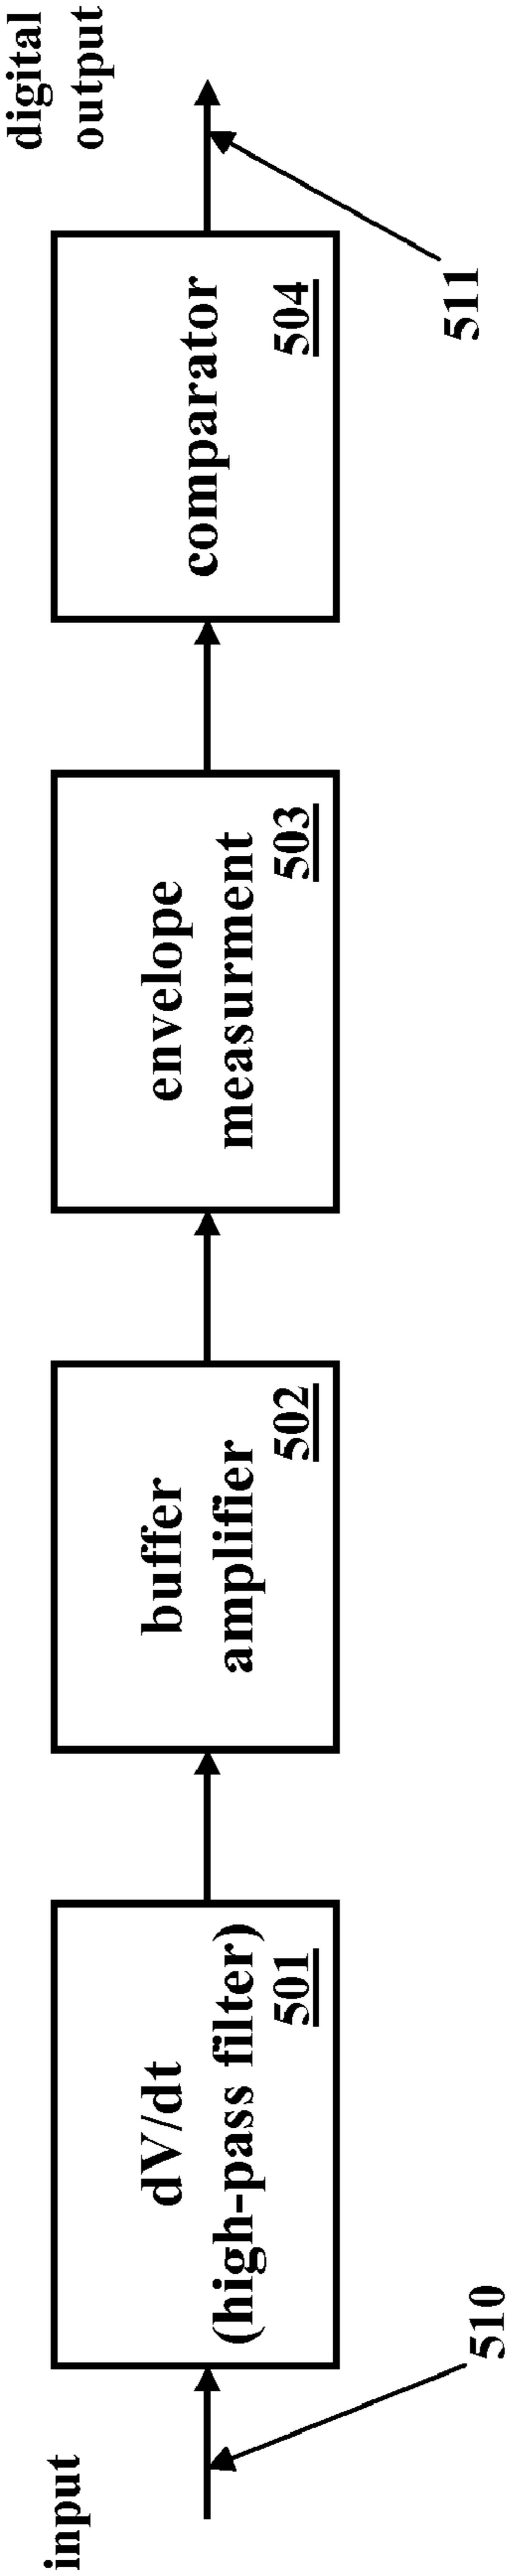 input
510
dV/dt
(high-pass filter)
501
buffer
amplifier
502
envelope
measurment
503
comparator
504
digital
output
511